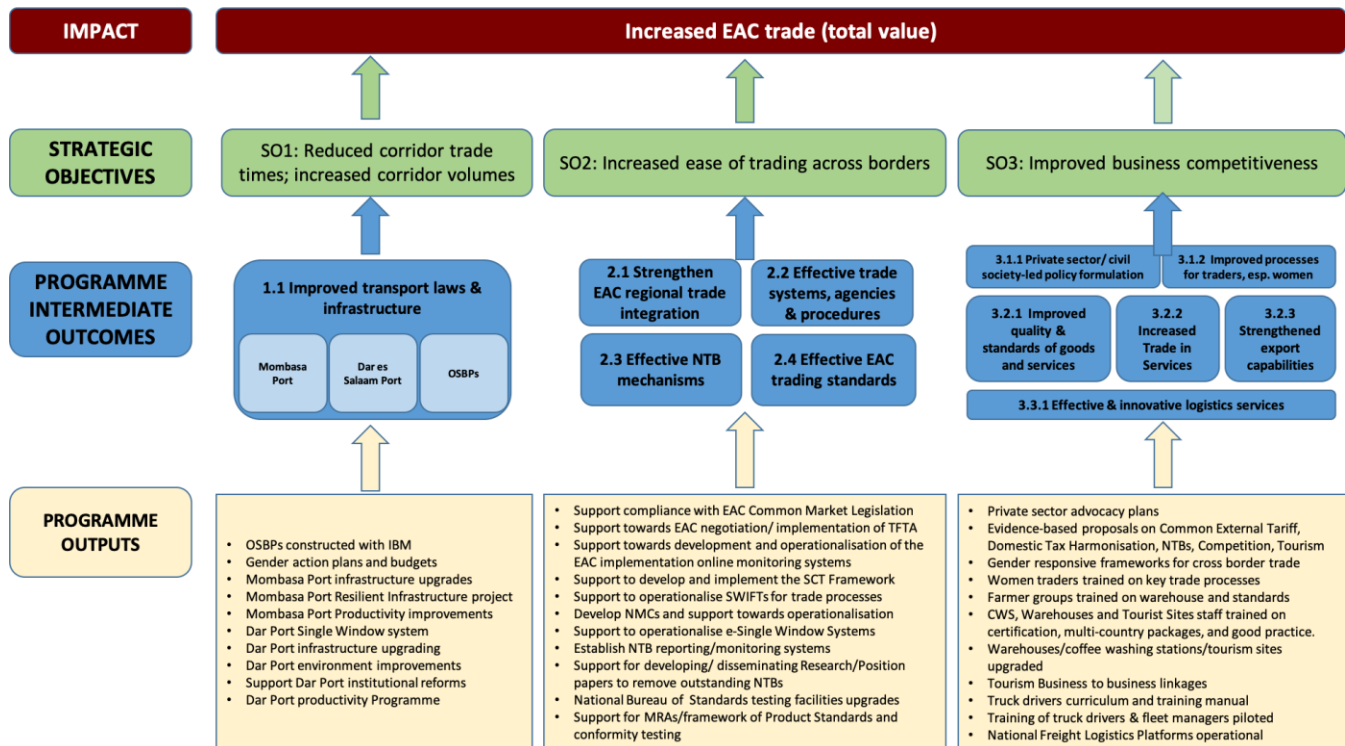 IMPACT
Increased EAC trade (total value)
STRATEGIC
OBJECTIVES
SO1: Reduced corridor trade
times; increased corridor volumes
SO2: Increased ease of trading across borders
SO3: Improved business competitiveness
PROGRAMME
INTERMEDIATE
OUTCOMES
1.1 Improved transport laws &
infrastructure
Mombasa
Port
Dar es
Salaam Port
OSBPs
2.1 Strengthen
EAC regional trade
integration
2.2 Effective trade
systems, agencies
& procedures
2.3 Effective NTB
mechanisms
2.4 Effective EAC
trading standards
3.1.1 Private sector/ civil
society-led policy formulation
3.1.2 Improved processes
for traders, esp. women
3.2.1 Improved
quality &
standards of goods
and services
3.2.2
Increased
Trade in
Services
3.2.3
Strengthened
export
capabilities
3.3.1 Effective & innovative logistics services
PROGRAMME
OUTPUTS
• OSBPs constructed with IBM
• Gender action plans and budgets
• Mombasa Port infrastructure upgrades
• Mombasa Port Resilient Infrastructure project
• Mombasa Port Productivity improvements
• Dar Port Single Window system
• Dar Port infrastructure upgrading
• Dar Port environment improvements
• Support Dar Port institutional reforms
• Dar Port productivity Programme
• Support compliance with EAC Common Market Legislation
• Support towards EAC negotiation/ implementation of TFTA
• Support towards development and operationalisation of the
EAC implementation online monitoring systems
• Support to develop and implement the SCT Framework
• Support to operationalise SWIFTs for trade processes
• Develop NMCs and support towards operationalisation
• Support to operationalise e-Single Window Systems
• Establish NTB reporting/monitoring systems
• Support for developing/ disseminating Research/Position
papers to remove outstanding NTBs
• National Bureau of Standards testing facilities upgrades
• Support for MRAs/framework of Product Standards and
conformity testing
• Private sector advocacy plans
• Evidence-based proposals on Common External Tariff,
Domestic Tax Harmonisation, NTBs, Competition, Tourism
• Gender responsive frameworks for cross border trade
• Women traders trained on key trade processes
• Farmer groups trained on warehouse and standards
• CWS, Warehouses and Tourist Sites staff trained on
certification, multi-country packages, and good practice.
• Warehouses/coffee washing stations/tourism sites
upgraded
• Tourism Business to business linkages
• Truck drivers curriculum and training manual
• Training of truck drivers & fleet managers piloted
• National Freight Logistics Platforms operational